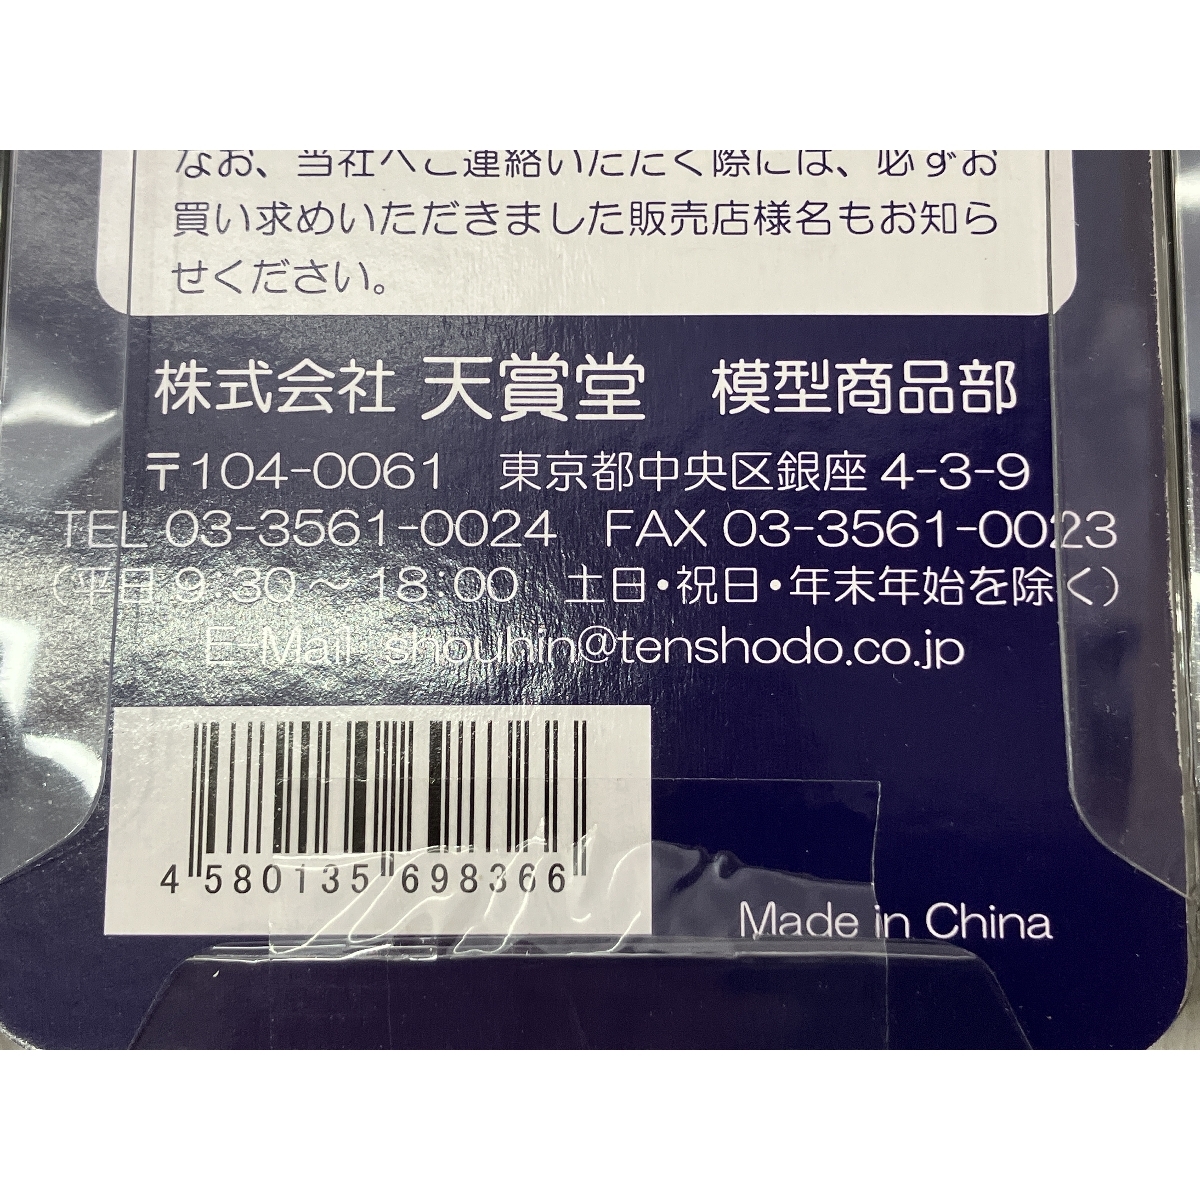 なお、当社へご連絡いただく際には、必ずお
買い求めいただきました販売店様名もお知ら
せください。
株式会社 天賞堂 模型商品部
〒104-0061 東京都中央区銀座 4-3-9
TEL 03-3561-0024 FAX 03-3561-0023
(平日 9:30～18:00 土日・祝日・年末年始を除く)
E-Mail shouhin@tenshodo.co.jp
4 580135 698366
Made in China